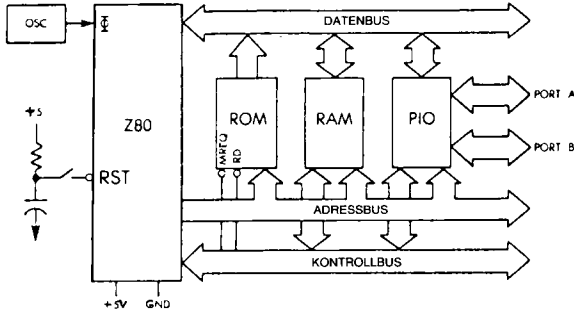 OSC
Φ
DATENBUS
Z80
ROM
RAM
PIO
PORT A
PORT B
+5
MREQ
RD
RST
ADRESSBUS
KONTROLLBUS
+5V
GND